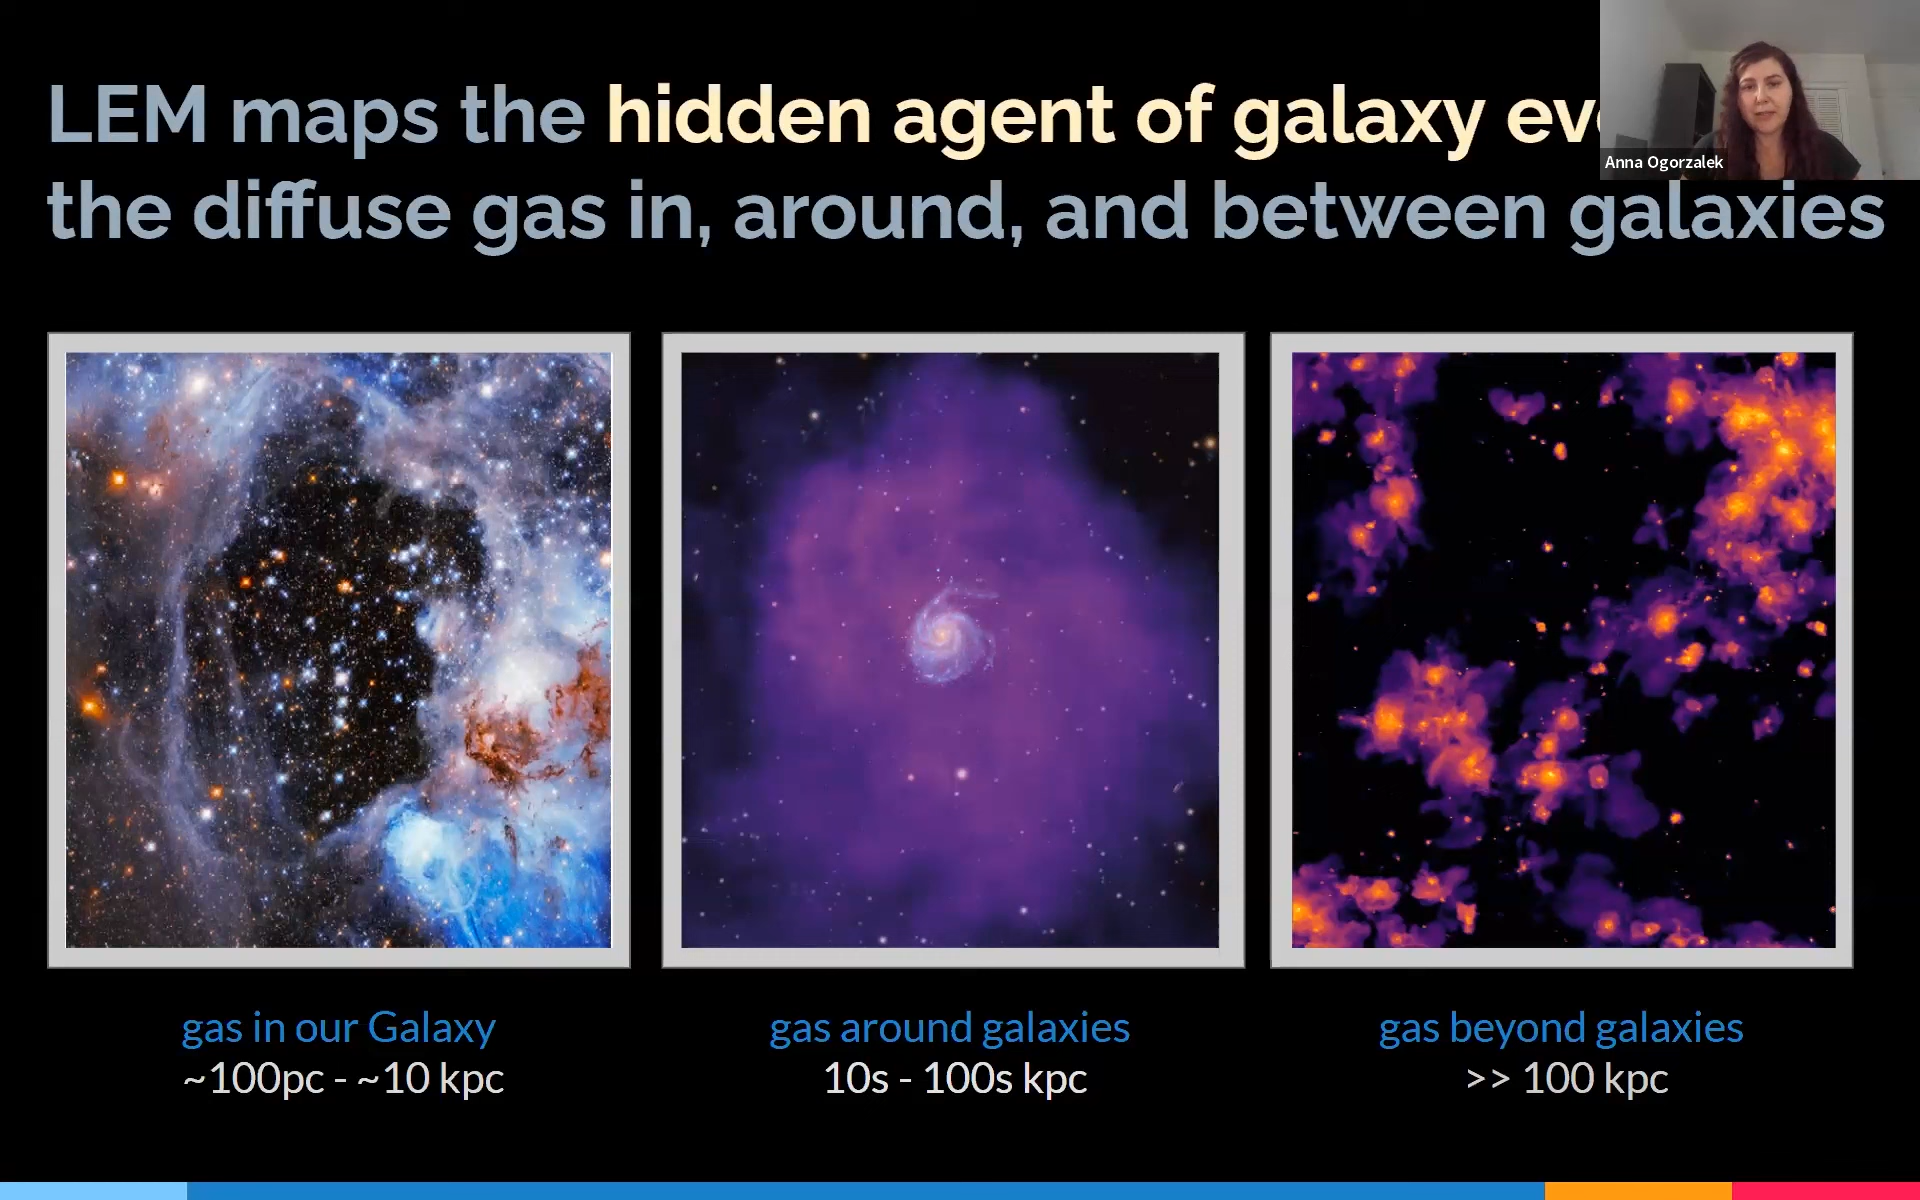 LEM maps the hidden agent of galaxy
the diffuse gas in, around, and between galaxies
Anna Ogorzalek
gas in our Galaxy
~100pc - ~10 kpc
gas around galaxies
10s - 100s kpc
gas beyond galaxies
>> 100 kpc